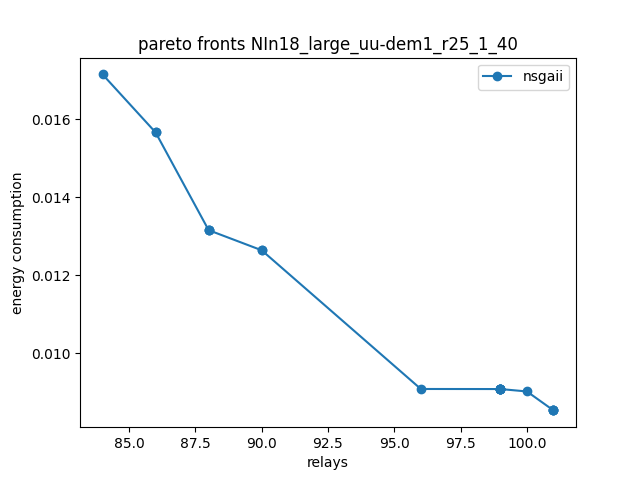 pareto fronts NIn18_large_uu-dem1_r25_1_40
nsgaii
0.016
0.014
0.012
0.010
energy consumption
85.0 87.5 90.0 92.5 95.0 97.5 100.0
relays